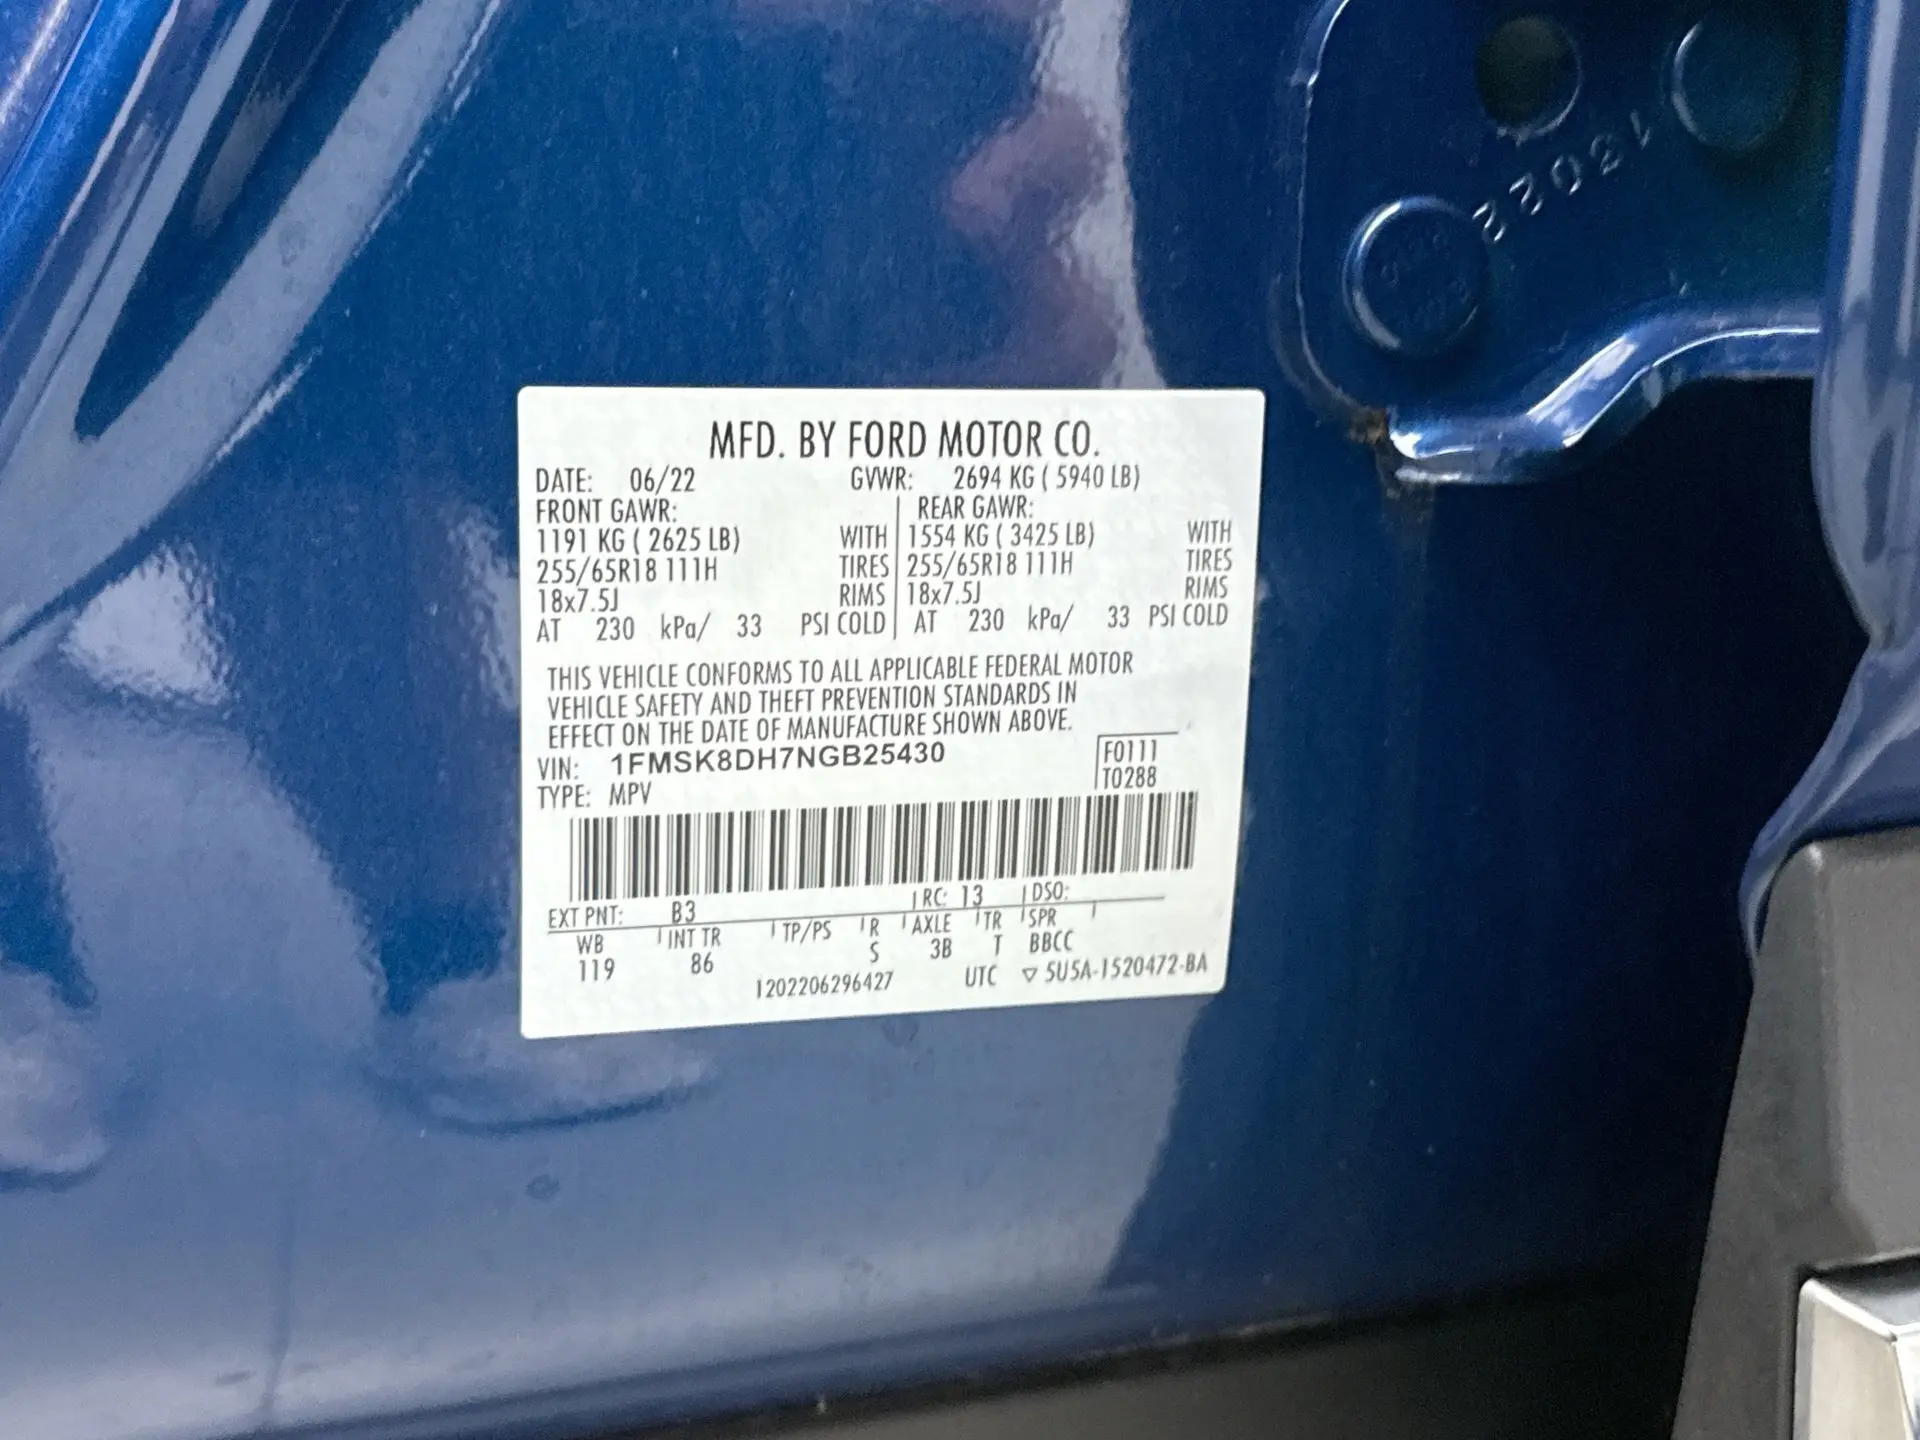 MFD. BY FORD MOTOR CO.
DATE: 06/22 GVWR: 2694 KG ( 5940 LB)
FRONT GAWR: REAR GAWR:
1191 KG ( 2625 LB) WITH 1554 KG ( 3425 LB) WITH
255/65R18 111H TIRES 255/65R18 111H TIRES
18x7.5J RIMS 18x7.5J RIMS
AT 230 kPa/ 33 PSI COLD AT 230 kPa/ 33 PSI COLD
THIS VEHICLE CONFORMS TO ALL APPLICABLE FEDERAL MOTOR
VEHICLE SAFETY AND THEFT PREVENTION STANDARDS IN
EFFECT ON THE DATE OF MANUFACTURE SHOWN ABOVE.
VIN: 1FMSK8DH7NGB25430 F0111
TYPE: MPV T0288
EXT PNT: B3 RC: 13 DSO:
WB INT TR TP/PS R AXLE TR SPR
119 86 S 3B T BBCC
1202206296427 UTC ▽ 5U5A-1520472-BA
13022